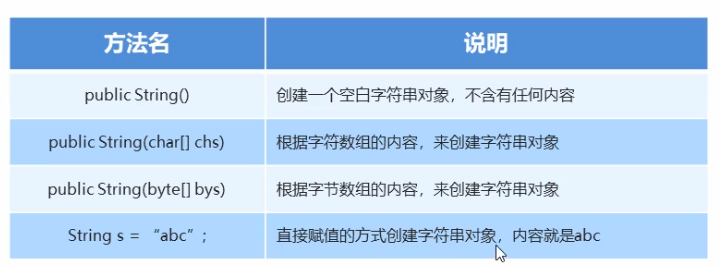 方法名 说明
public String() 创建一个空白字符串对象，不含有任何内容
public String(char[] chs) 根据字符数组的内容，来创建字符串对象
public String(byte[] bys) 根据字节数组的内容，来创建字符串对象
String s = “abc”; 直接赋值的方式创建字符串对象，内容就是abc